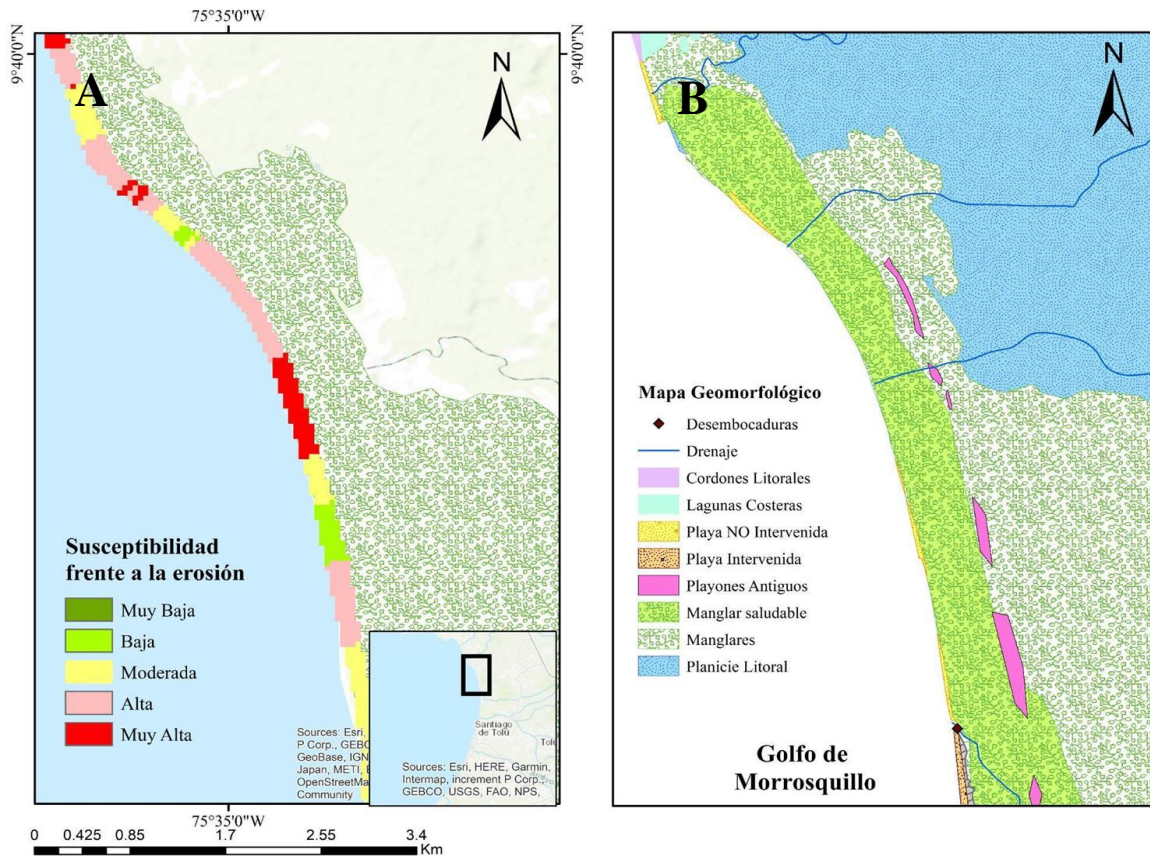 75°35'0"W
9°40'0"N
A
N
Susceptibilidad
frente a la erosión
Muy Baja
Baja
Moderada
Alta
Muy Alta
Sources: Esri,
P Corp., GEBC
GeoBase, IGN
Japan, METI,
OpenStreetMa
Community
Santiago
de Tolú
Tolú
Sources: Esri, HERE, Garmin,
Intermap, increment P Corp.,
GEBCO, USGS, FAO, NPS,
75°35'0"W
0 0.425 0.85 1.7 2.55 3.4
Km
9°40'0"N
B
N
Mapa Geomorfológico
Desembocaduras
Drenaje
Cordones Litorales
Lagunas Costeras
Playa NO Intervenida
Playa Intervenida
Playones Antiguos
Manglar saludable
Manglares
Planicie Litoral
Golfo de
Morrosquillo